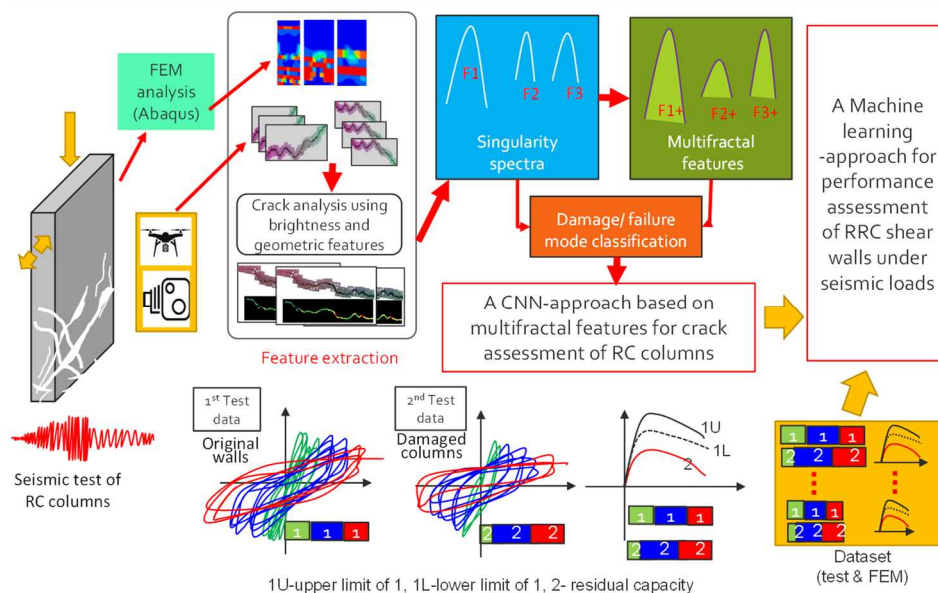 FEM
analysis
(Abaqus)
Crack analysis using
brightness and
geometric features
Feature extraction
F1
F2
F3
Singularity
spectra
F1+
F2+
F3+
Multifractal
features
Damage/ failure
mode classification
A CNN-approach based on
multifractal features for crack
assessment of RC columns
A Machine
learning
-approach for
performance
assessment
of RRC shear
walls under
seismic loads
Seismic test of
RC columns
1st Test
data
Original
walls
1 1 1
2nd Test
data
Damaged
columns
2 2 2
1U
1L
2
1 1 1
2 2 2
1 1 1
2 2 2
1 1 1
2 2 2
Dataset
(test & FEM)
1U-upper limit of 1, 1L-lower limit of 1, 2- residual capacity